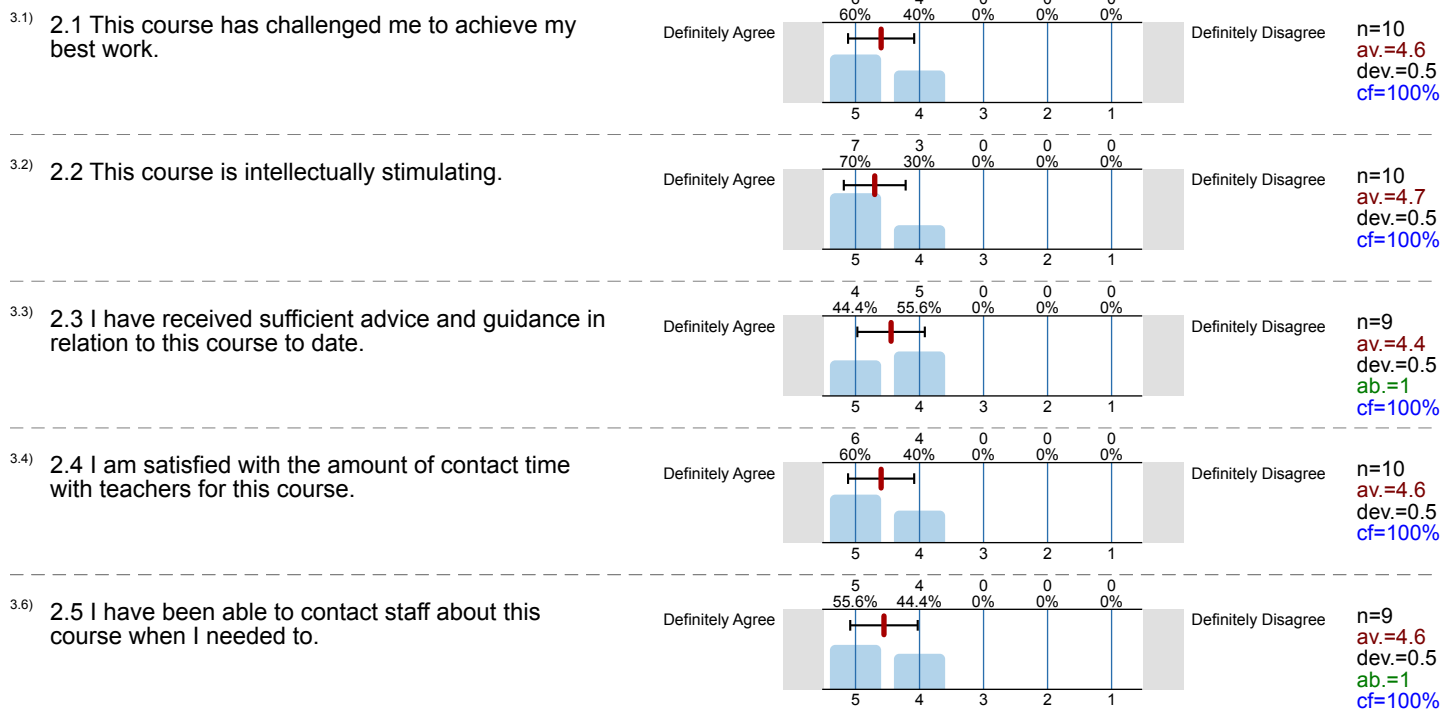 6 4 0 0 0
60% 40% 0% 0% 0%
3.1) 2.1 This course has challenged me to achieve my
best work.
Definitely Agree
Definitely Disagree
n=10
av.=4.6
dev.=0.5
cf=100%
5 4 3 2 1
7 3 0 0 0
70% 30% 0% 0% 0%
3.2) 2.2 This course is intellectually stimulating.
Definitely Agree
Definitely Disagree
n=10
av.=4.7
dev.=0.5
cf=100%
5 4 3 2 1
4 5 0 0 0
44.4% 55.6% 0% 0% 0%
3.3) 2.3 I have received sufficient advice and guidance in
relation to this course to date.
Definitely Agree
Definitely Disagree
n=9
av.=4.4
dev.=0.5
ab.=1
cf=100%
5 4 3 2 1
6 4 0 0 0
60% 40% 0% 0% 0%
3.4) 2.4 I am satisfied with the amount of contact time
with teachers for this course.
Definitely Agree
Definitely Disagree
n=10
av.=4.6
dev.=0.5
cf=100%
5 4 3 2 1
5 4 0 0 0
55.6% 44.4% 0% 0% 0%
3.6) 2.5 I have been able to contact staff about this
course when I needed to.
Definitely Agree
Definitely Disagree
n=9
av.=4.6
dev.=0.5
ab.=1
cf=100%
5 4 3 2 1